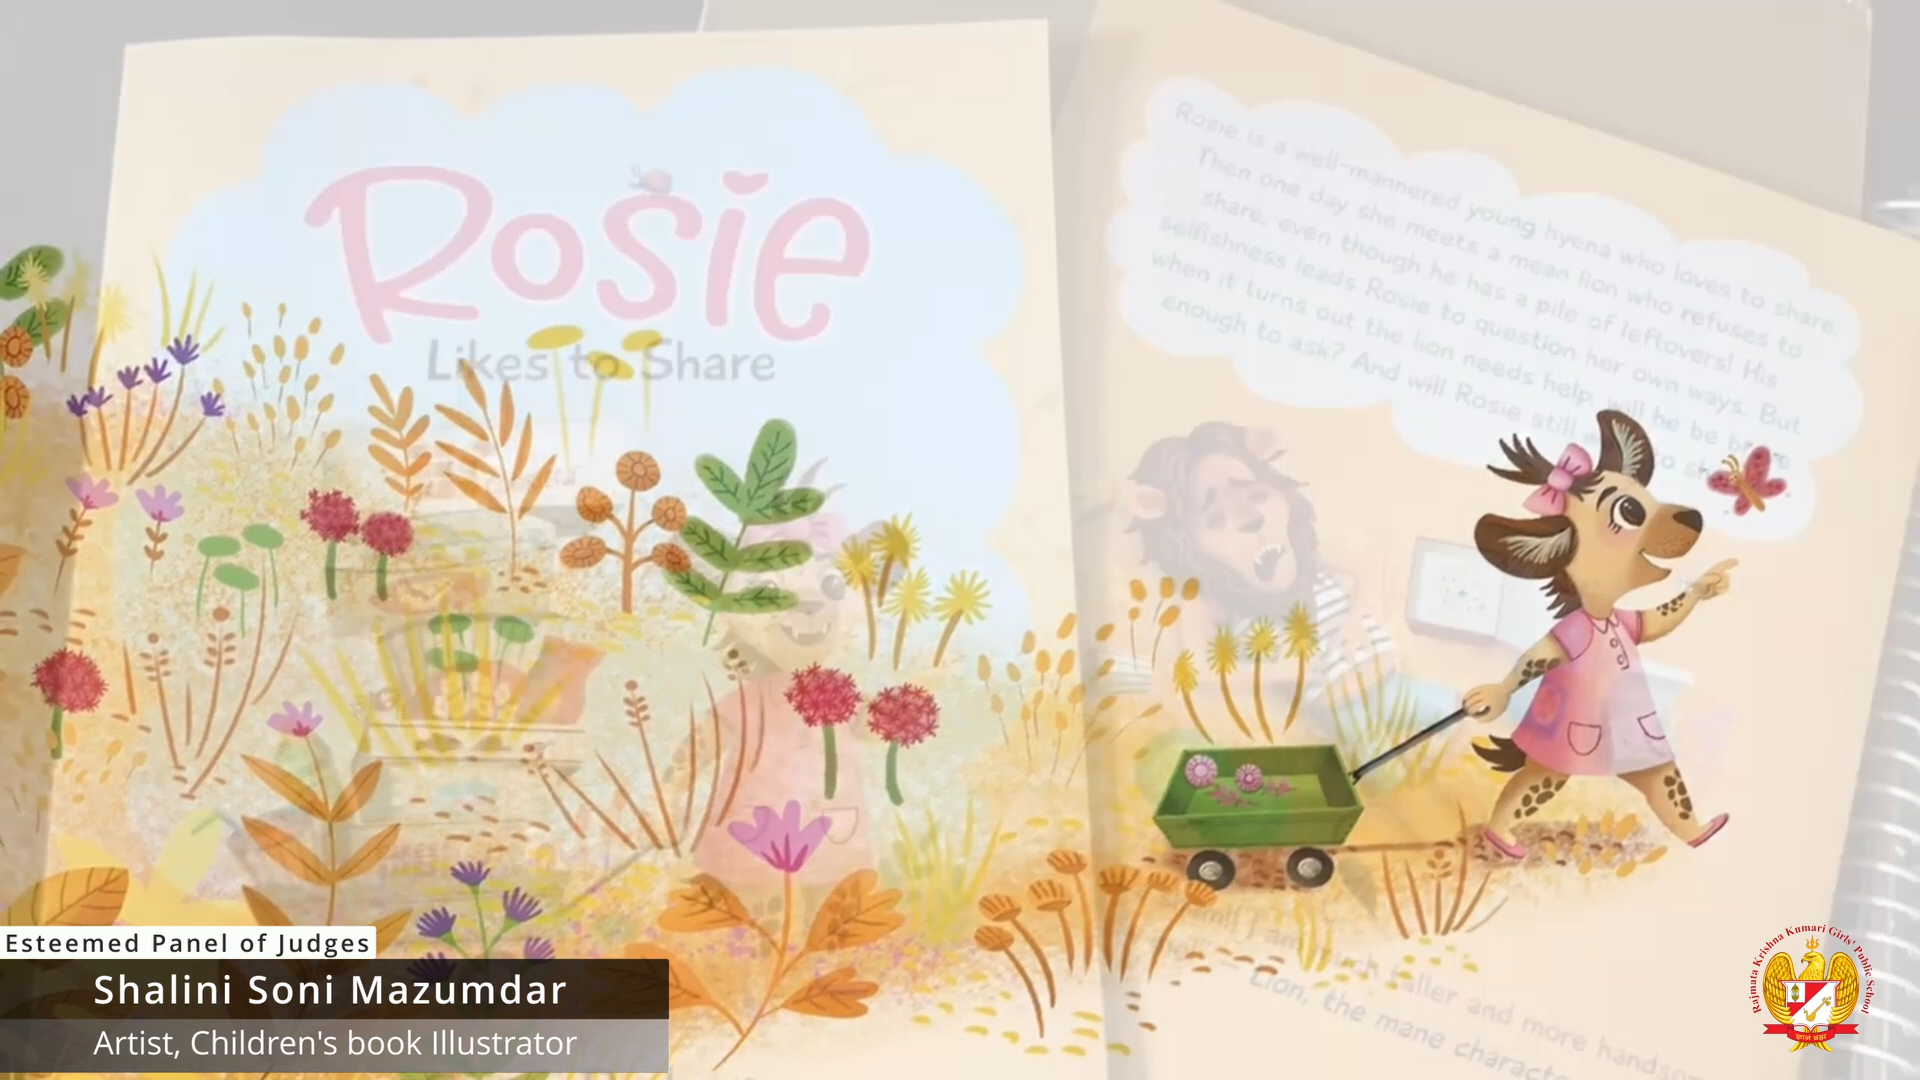 Rosie
Likes to Share
Rosie is a well-mannered young hyena who loves to share.
Then one day she meets a mean lion who refuses to
share, even though he has a pile of leftovers! His
selfishness leads Rosie to question her own ways. But
when it turns out the lion needs help, will he be
enough to ask? And will Rosie still to
taller and more
Lion, the mane
Esteemed Panel of Judges
Shalini Soni Mazumdar
Artist, Children's book Illustrator
Rajmata Krishna Kumari Girls' Public School